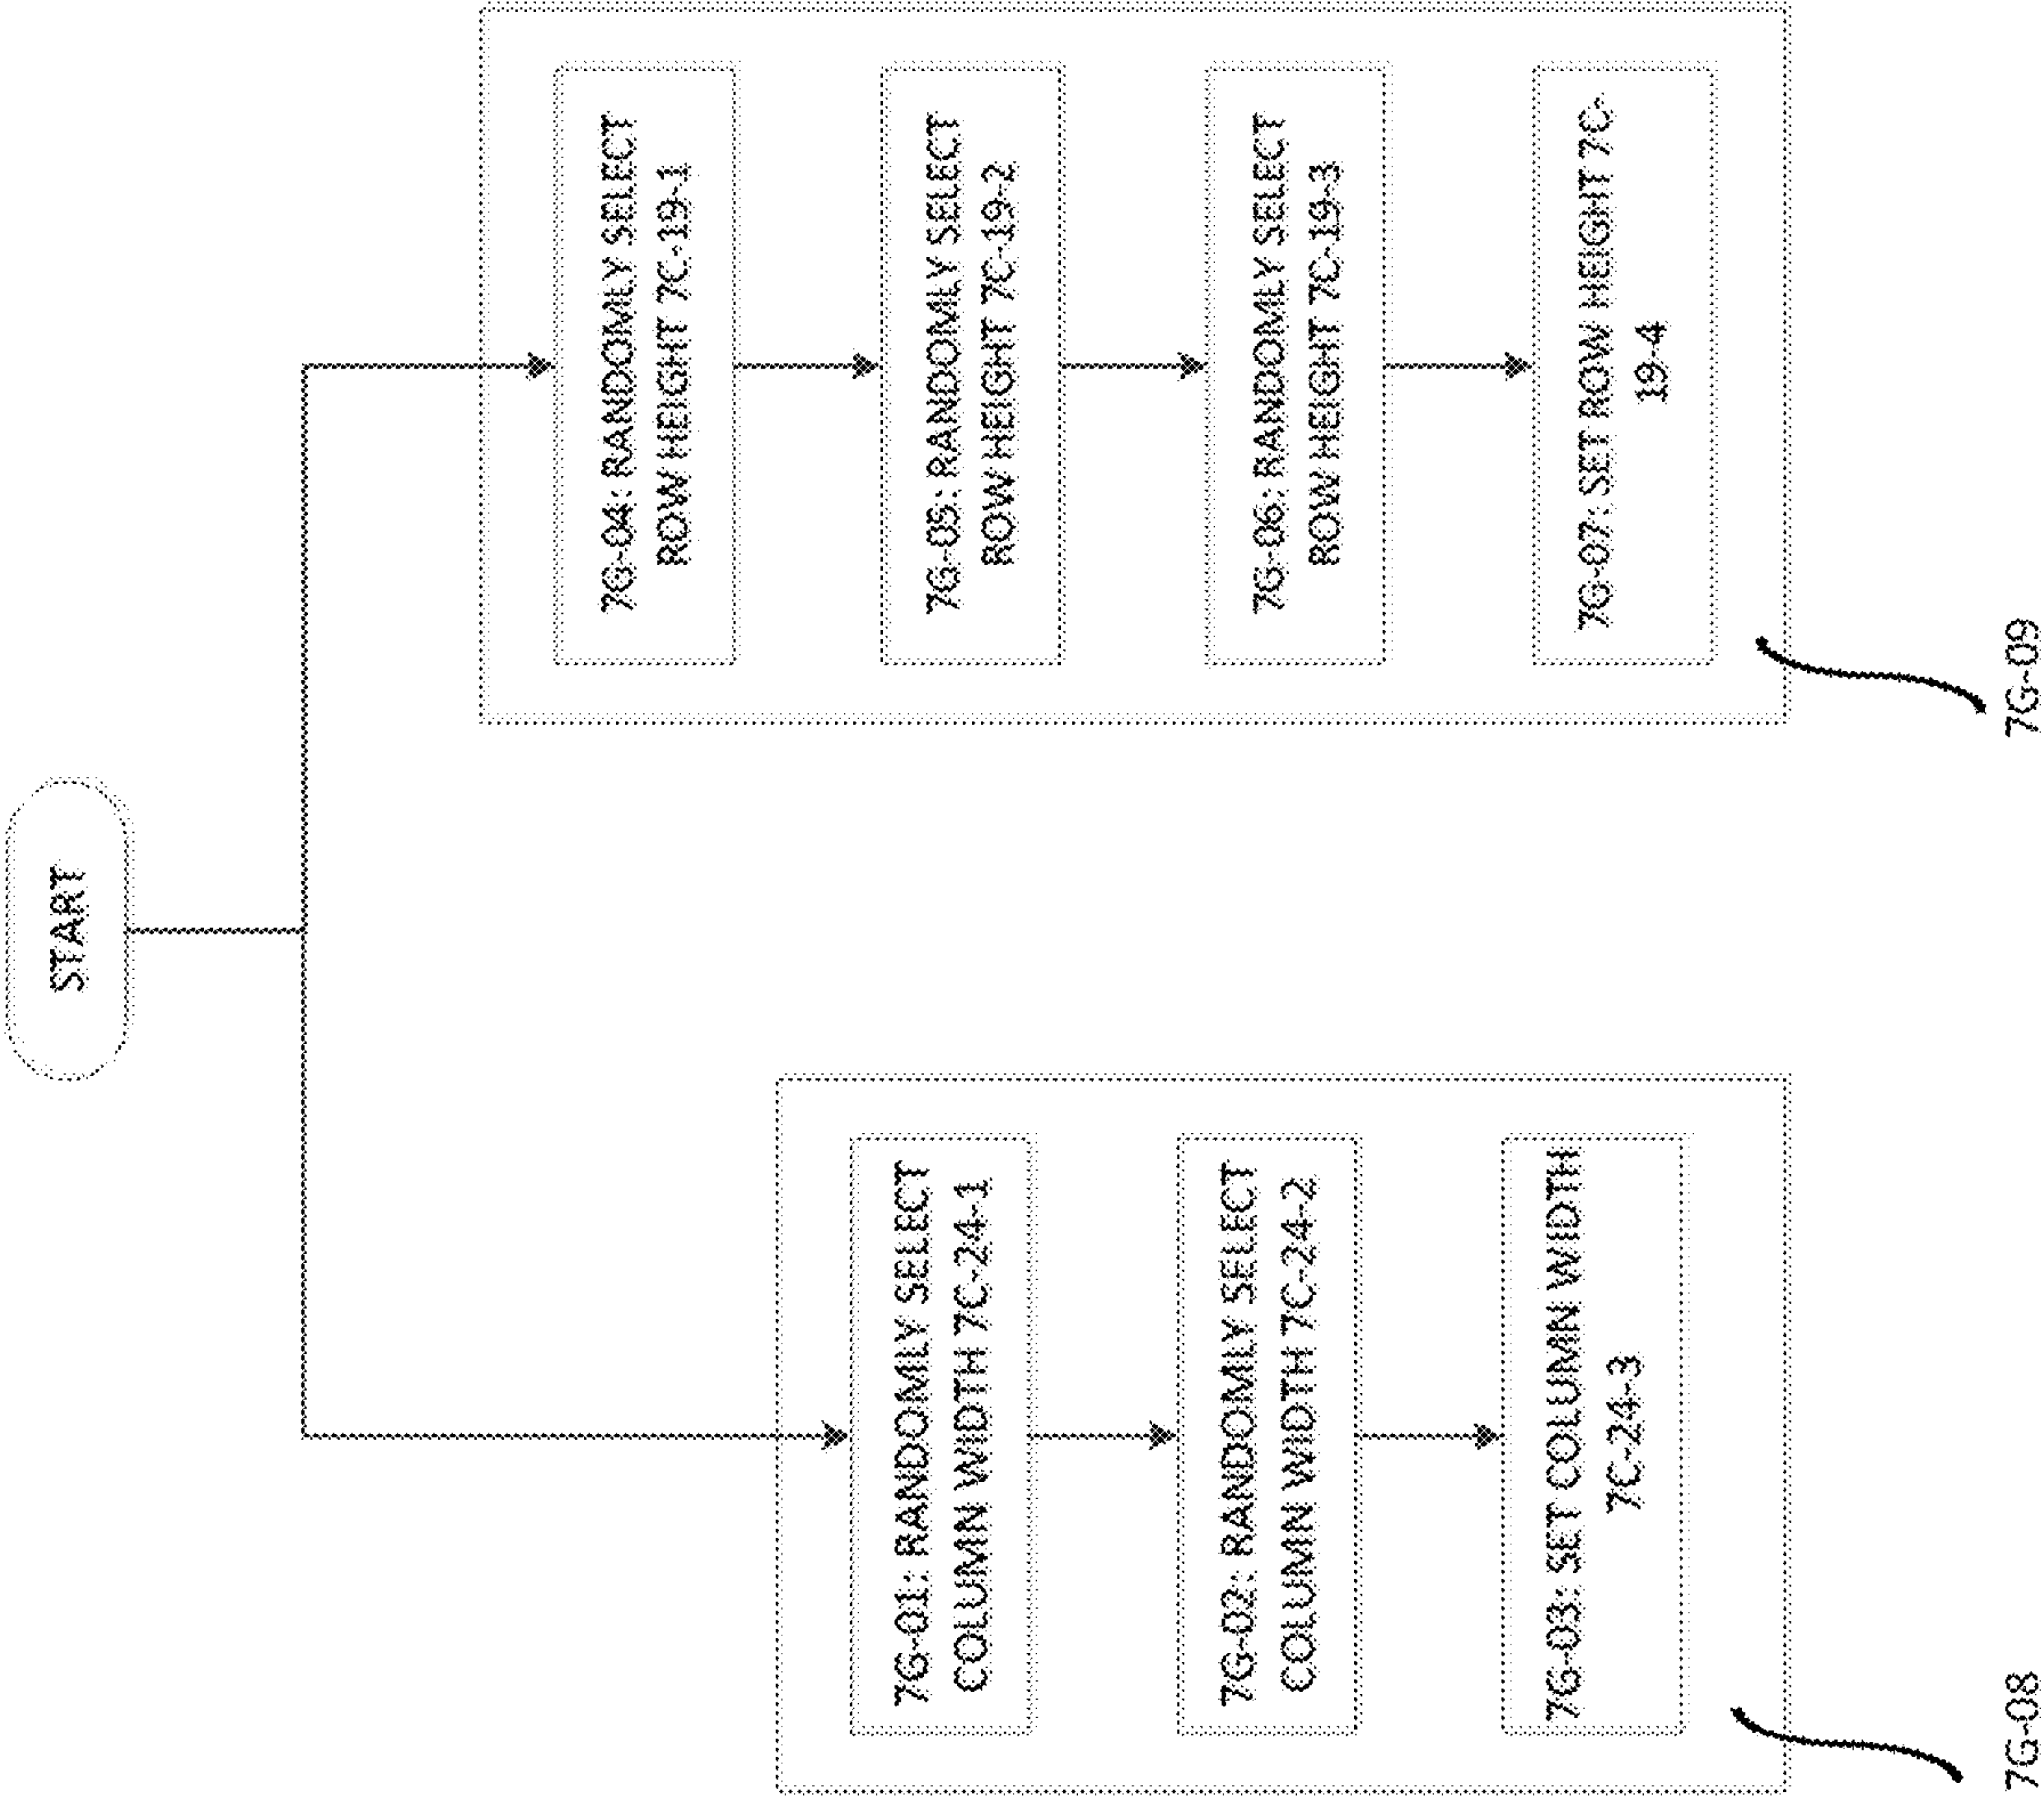 START
7G-01: RANDOMLY SELECT
COLUMN WIDTH 7C-24-1
7G-02: RANDOMLY SELECT
COLUMN WIDTH 7C-24-2
7G-03: SET COLUMN WIDTH
7C-24-3
7G-08
7G-04: RANDOMLY SELECT
ROW HEIGHT 7C-19-1
7G-05: RANDOMLY SELECT
ROW HEIGHT 7C-19-2
7G-06: RANDOMLY SELECT
ROW HEIGHT 7C-19-3
7G-07: SET ROW HEIGHT 7C-
19-4
7G-09